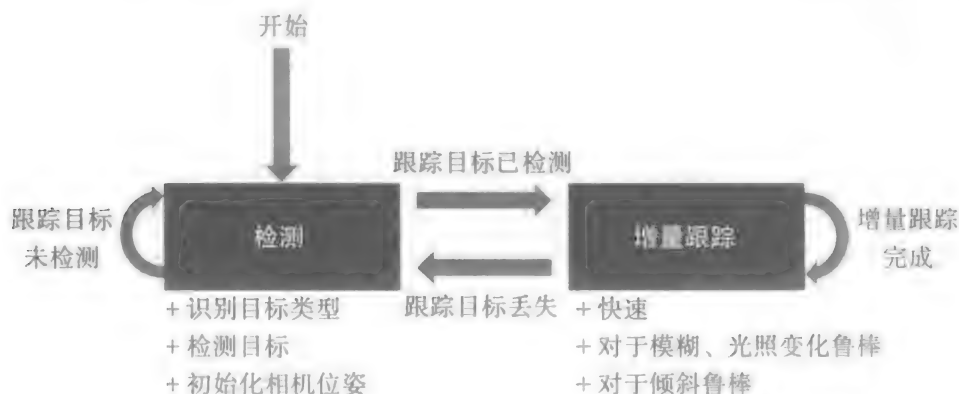 开始
跟踪目标已检测
跟踪目标
未检测
检测
增量跟踪
增量跟踪
完成
跟踪目标丢失
+ 识别目标类型
+ 检测目标
+ 初始化相机位姿
+ 快速
+ 对于模糊、光照变化鲁棒
+ 对于倾斜鲁棒